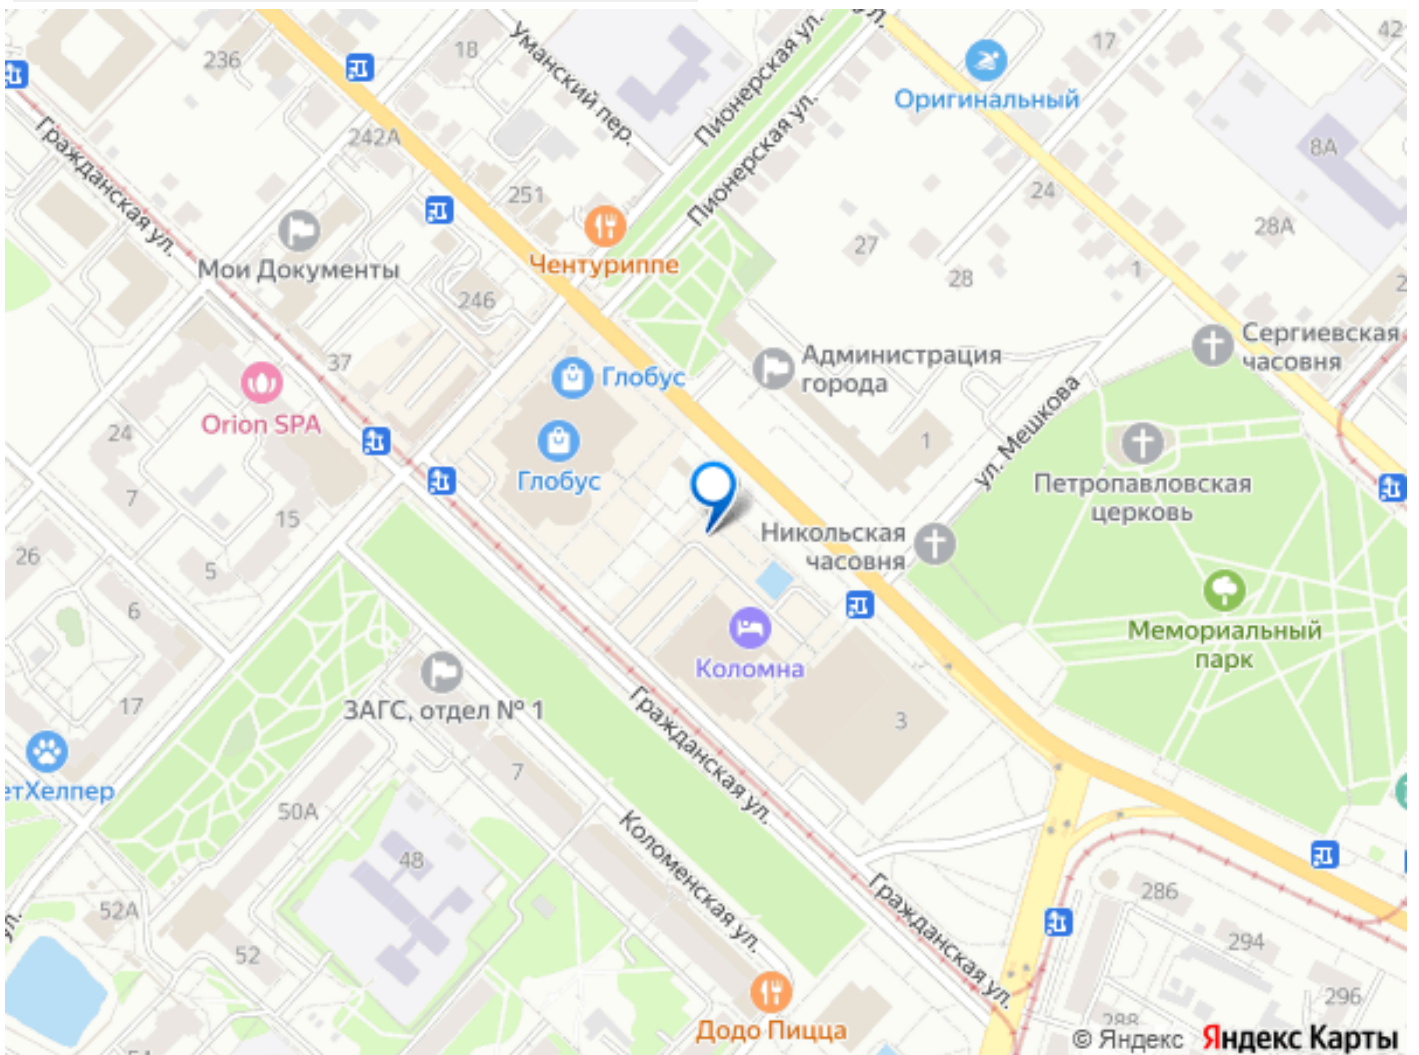 Пионерская ул.
42
17
18
236
Уманский пер.
Оригинальный
Гражданская ул.
242А
8А
Пионерская ул.
251
24
28А
Чентуриппе
27
28
1
Мои Документы
246
Сергиевская
часовня
Администрация
города
37
Глобус
Orion SPA
24
ул. Мешкова
1
Глобус
Петропавловская
церковь
7
15
Никольская
часовня
26
5
6
Мемориальный
парк
Коломна
ЗАГС, отдел № 1
17
3
Гражданская ул.
7
етХелпер
50А
48
Коломенская ул.
Гражданская ул.
286
52А
294
52
296
Додо Пицца
288
© Яндекс Яндекс Карты